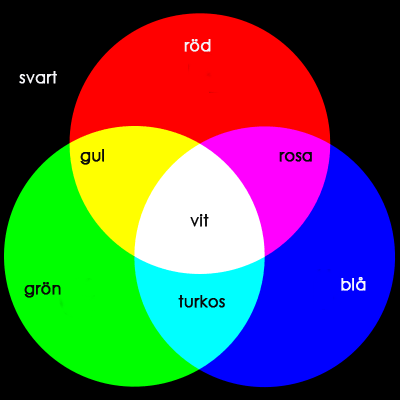 röd
svart
gul
rosa
vit
grön
turkos
blå